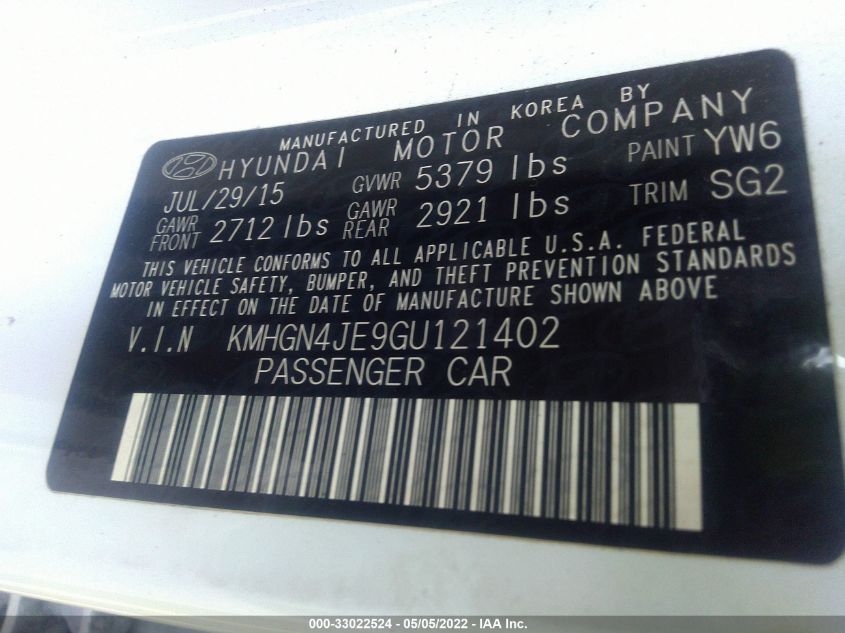 MANUFACTURED IN KOREA BY
HYUNDAI MOTOR COMPANY
JUL/29/15 GVWR 5379 lbs PAINT YW6
GAWR FRONT 2712 lbs GAWR REAR 2921 lbs TRIM SG2
THIS VEHICLE CONFORMS TO ALL APPLICABLE U.S.A. FEDERAL
MOTOR VEHICLE SAFETY, BUMPER, AND THEFT PREVENTION STANDARDS
IN EFFECT ON THE DATE OF MANUFACTURE SHOWN ABOVE
V.I.N KMHGN4JE9GU121402
PASSENGER CAR
000-33022524 - 05/05/2022 - IAA Inc.